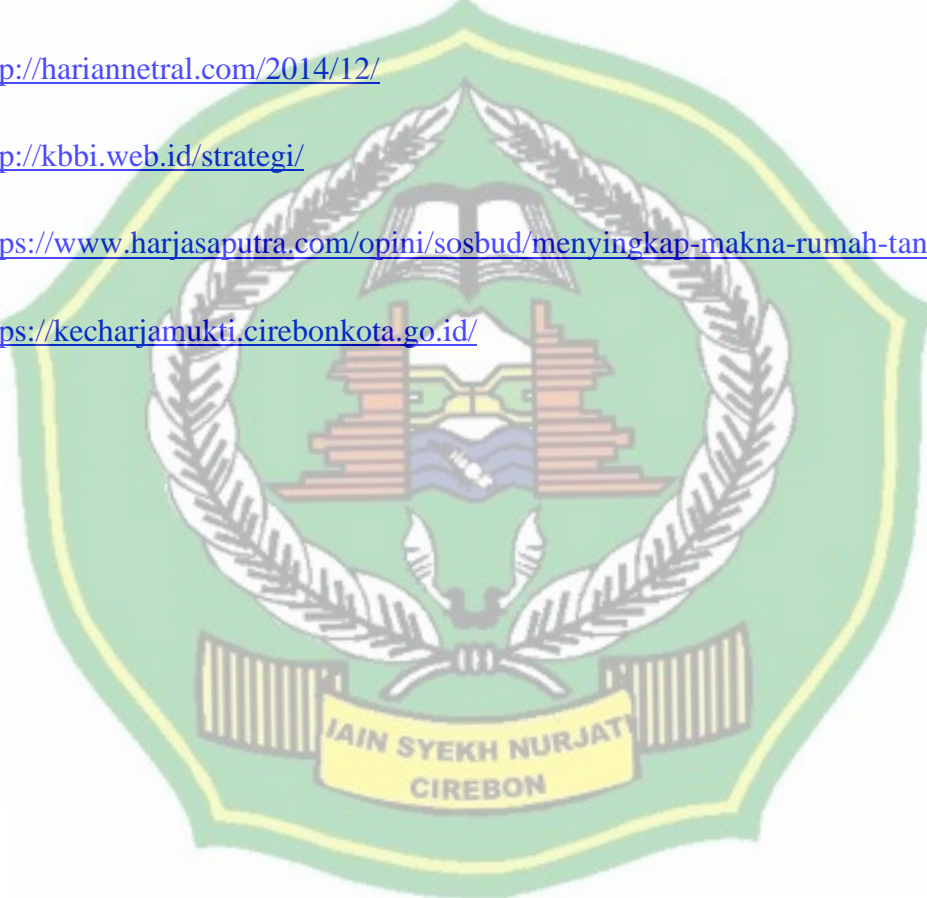 p://hariannetral.com/2014/12/
p://kbbi.web.id/strategi/
ps://www.harjasaputra.com/opini/sosbud/menyingkap-makna-rumah-tan
ps://kecharjamukti.cirebonkota.go.id/
IAIN SYEKH NURJATI
CIREBON